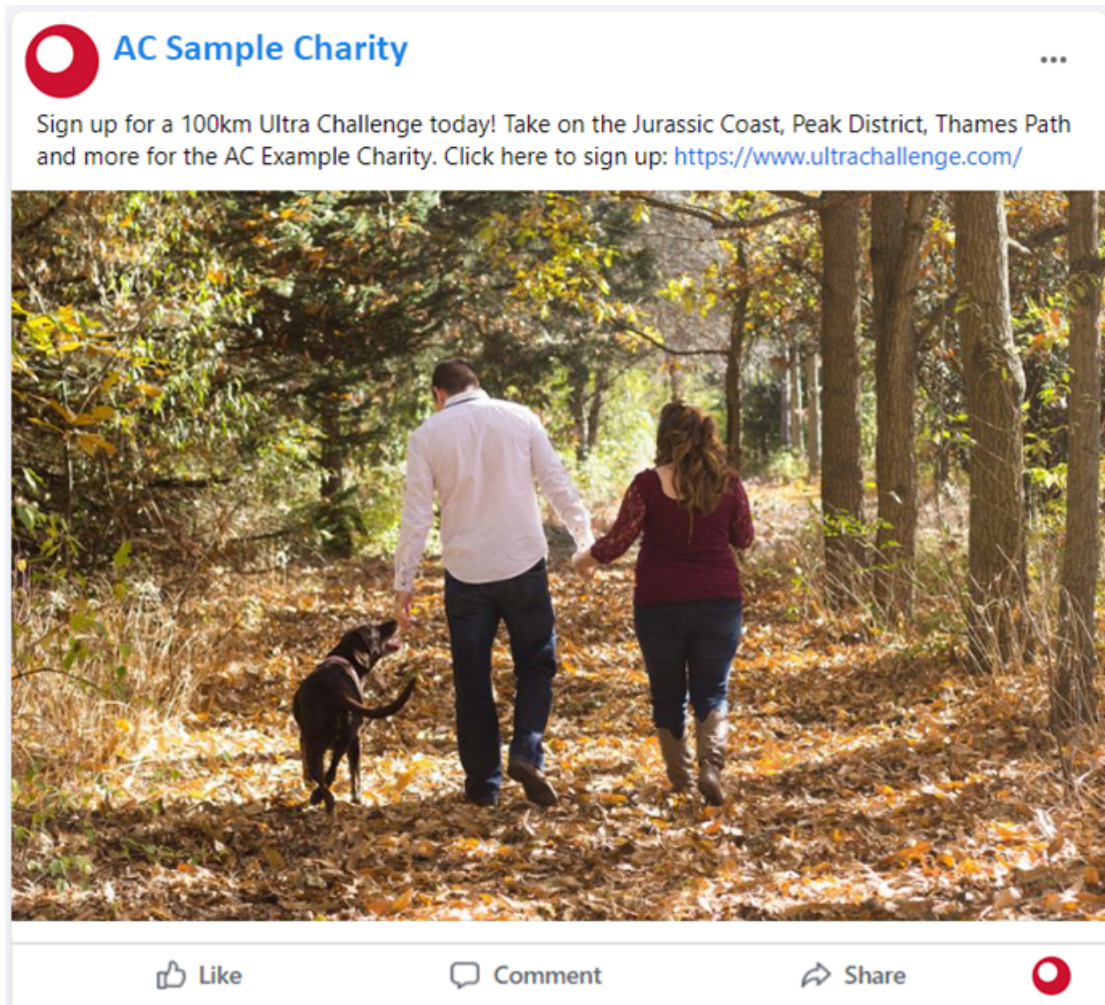 AC Sample Charity
Sign up for a 100km Ultra Challenge today! Take on the Jurassic Coast, Peak District, Thames Path
and more for the AC Example Charity. Click here to sign up: https://www.ultrachallenge.com/
Like Comment Share